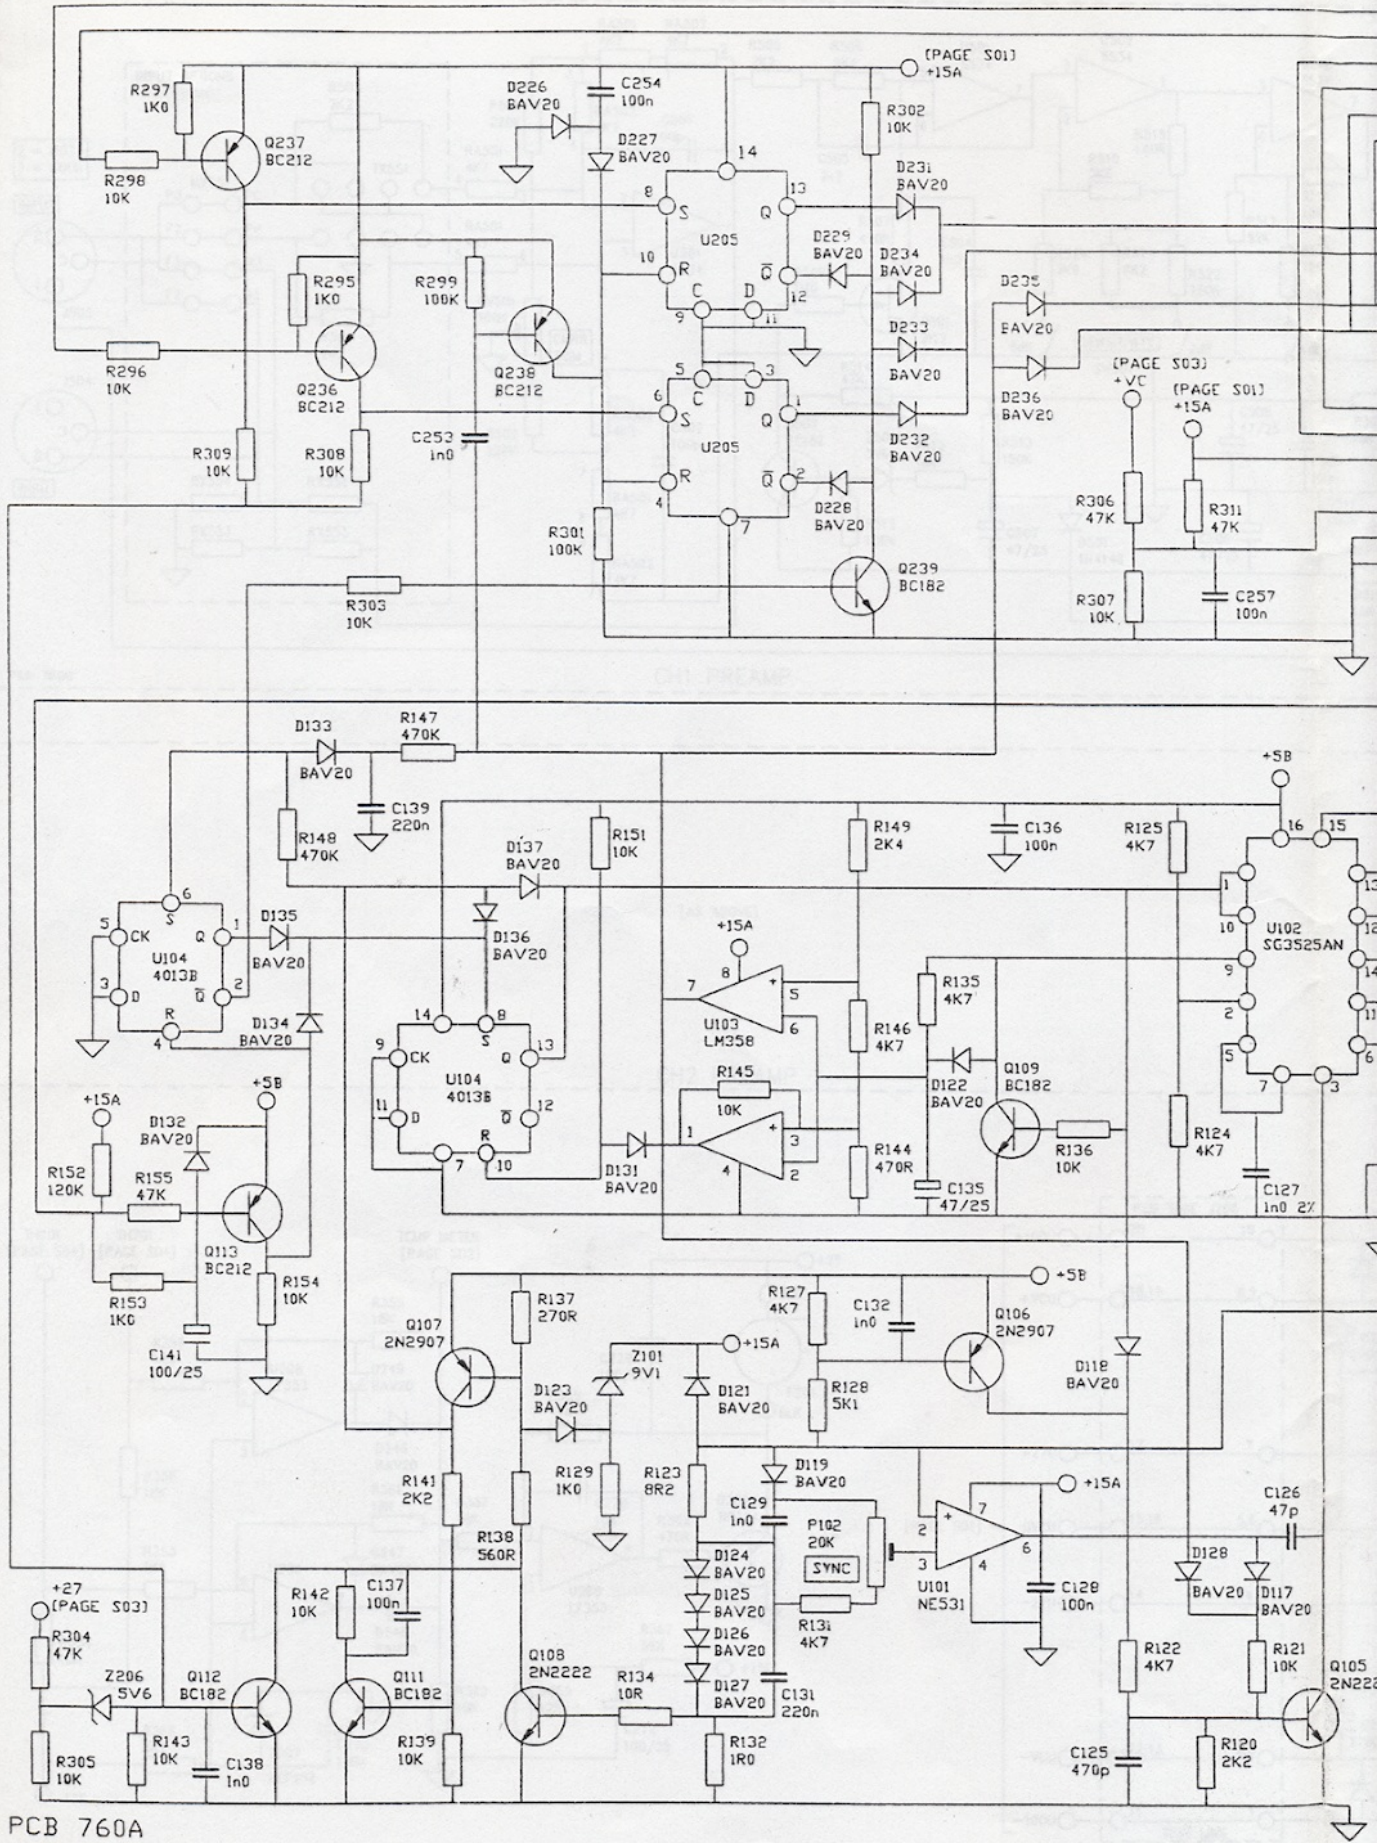 (PAGE S01)
+15A
R297
1K0
D226
BAV20
C254
100n
R302
10K
Q237
BC212
D227
BAV20
R298
10K
14
D231
BAV20
8
S
13
Q
U205
D229
BAV20
D234
BAV20
10
R
Q
12
R295
1K0
R299
100K
C
D
9
11
D235
BAV20
D233
BAV20
R296
10K
Q236
BC212
Q238
BC212
5
3
C
D
(PAGE S03)
+VC
(PAGE S01)
+15A
D236
BAV20
6
S
1
Q
D232
BAV20
U205
R309
10K
R308
10K
C253
1n0
R
4
2
Q
D228
BAV20
7
R306
47K
R311
47K
R301
100K
Q239
BC182
R303
10K
R307
10K
C257
100n
D133
BAV20
R147
470K
+5B
C139
220n
R148
470K
R151
10K
D137
BAV20
R149
2K4
C136
100n
R125
4K7
16
15
1
13
10
12
U102
SG3525AN
9
14
2
11
5
6
7
3
6
S
5
CK
1
Q
D135
BAV20
U104
4013B
3
D
2
Q
R
4
D136
BAV20
D134
BAV20
+15A
8
7
+
5
6
U103
LM358
R135
4K7
R146
4K7
14
8
S
9
CK
13
Q
U104
4013B
11
D
12
Q
7
R
10
D122
BAV20
Q109
BC182
R145
10K
1
+
3
2
4
D131
BAV20
R144
470R
R136
10K
R124
4K7
C135
47/25
C127
1n0 2%
+5B
+15A
D132
BAV20
R152
120K
R155
47K
Q113
BC212
R153
1K0
R154
10K
C141
100/25
Q107
2N2907
R137
270R
+5B
R127
4K7
C132
1n0
Q106
2N2907
+15A
Z101
9V1
D123
BAV20
D121
BAV20
R128
5K1
D118
BAV20
R141
2K2
R129
1K0
R123
8R2
D119
BAV20
C129
1n0
+15A
P102
20K
SYNC
2
+
7
3
4
6
U101
NE531
C126
47p
R138
560R
D124
BAV20
D125
BAV20
D126
BAV20
D127
BAV20
D128
BAV20
D117
BAV20
C128
100n
R131
4K7
R142
10K
C137
100n
+27
(PAGE S03)
R304
47K
Z206
5V6
Q112
BC182
Q111
BC182
Q108
2N2222
R134
10R
C131
220n
R122
4K7
R121
10K
Q105
2N222
R305
10K
R143
10K
C138
1n0
R139
10K
R132
1R0
C125
470p
R120
2K2
PCB 760A